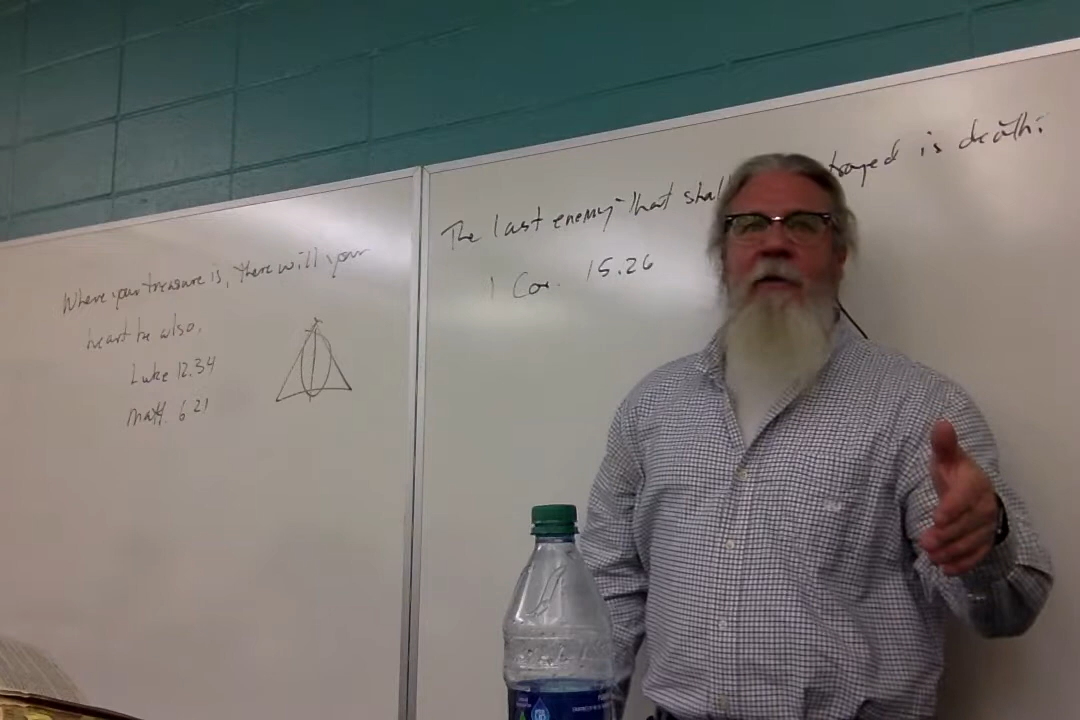 Where your treasure is, there will your
heart be also.
Luke 12.34
Matt. 6 21
The last enemy that shal troyed is death.
1 Cor. 15.26